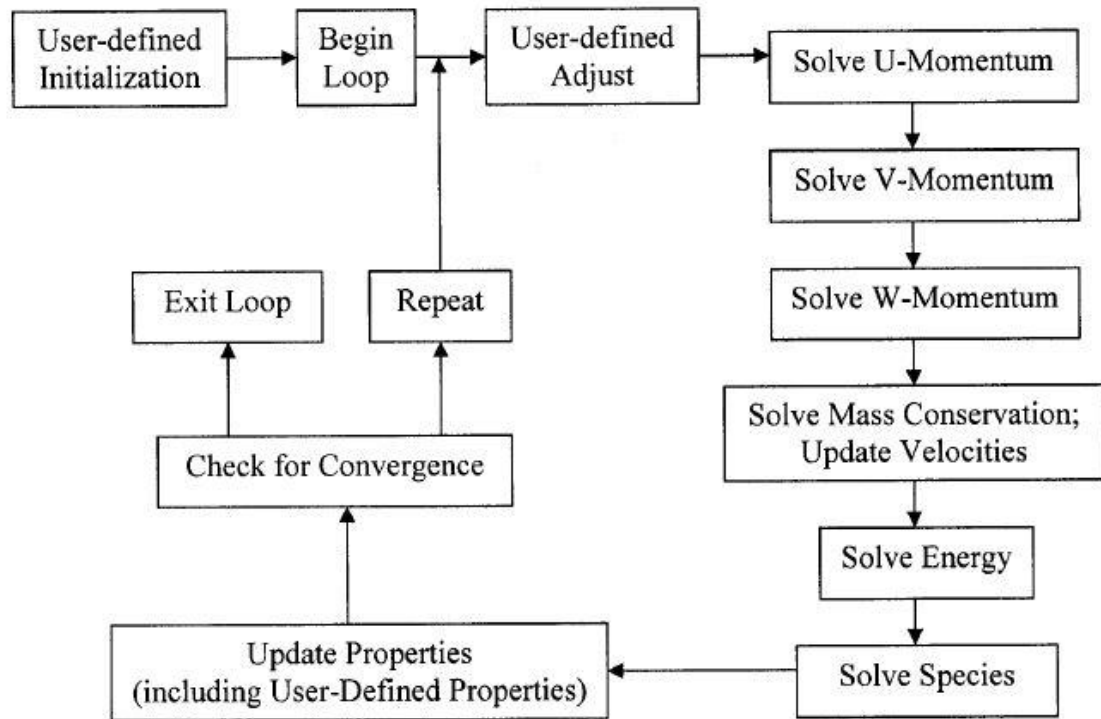 User-defined
Initialization
Begin
Loop
User-defined
Adjust
Solve U-Momentum
Solve V-Momentum
Solve W-Momentum
Solve Mass Conservation;
Update Velocities
Solve Energy
Solve Species
Update Properties
(including User-Defined Properties)
Check for Convergence
Exit Loop
Repeat